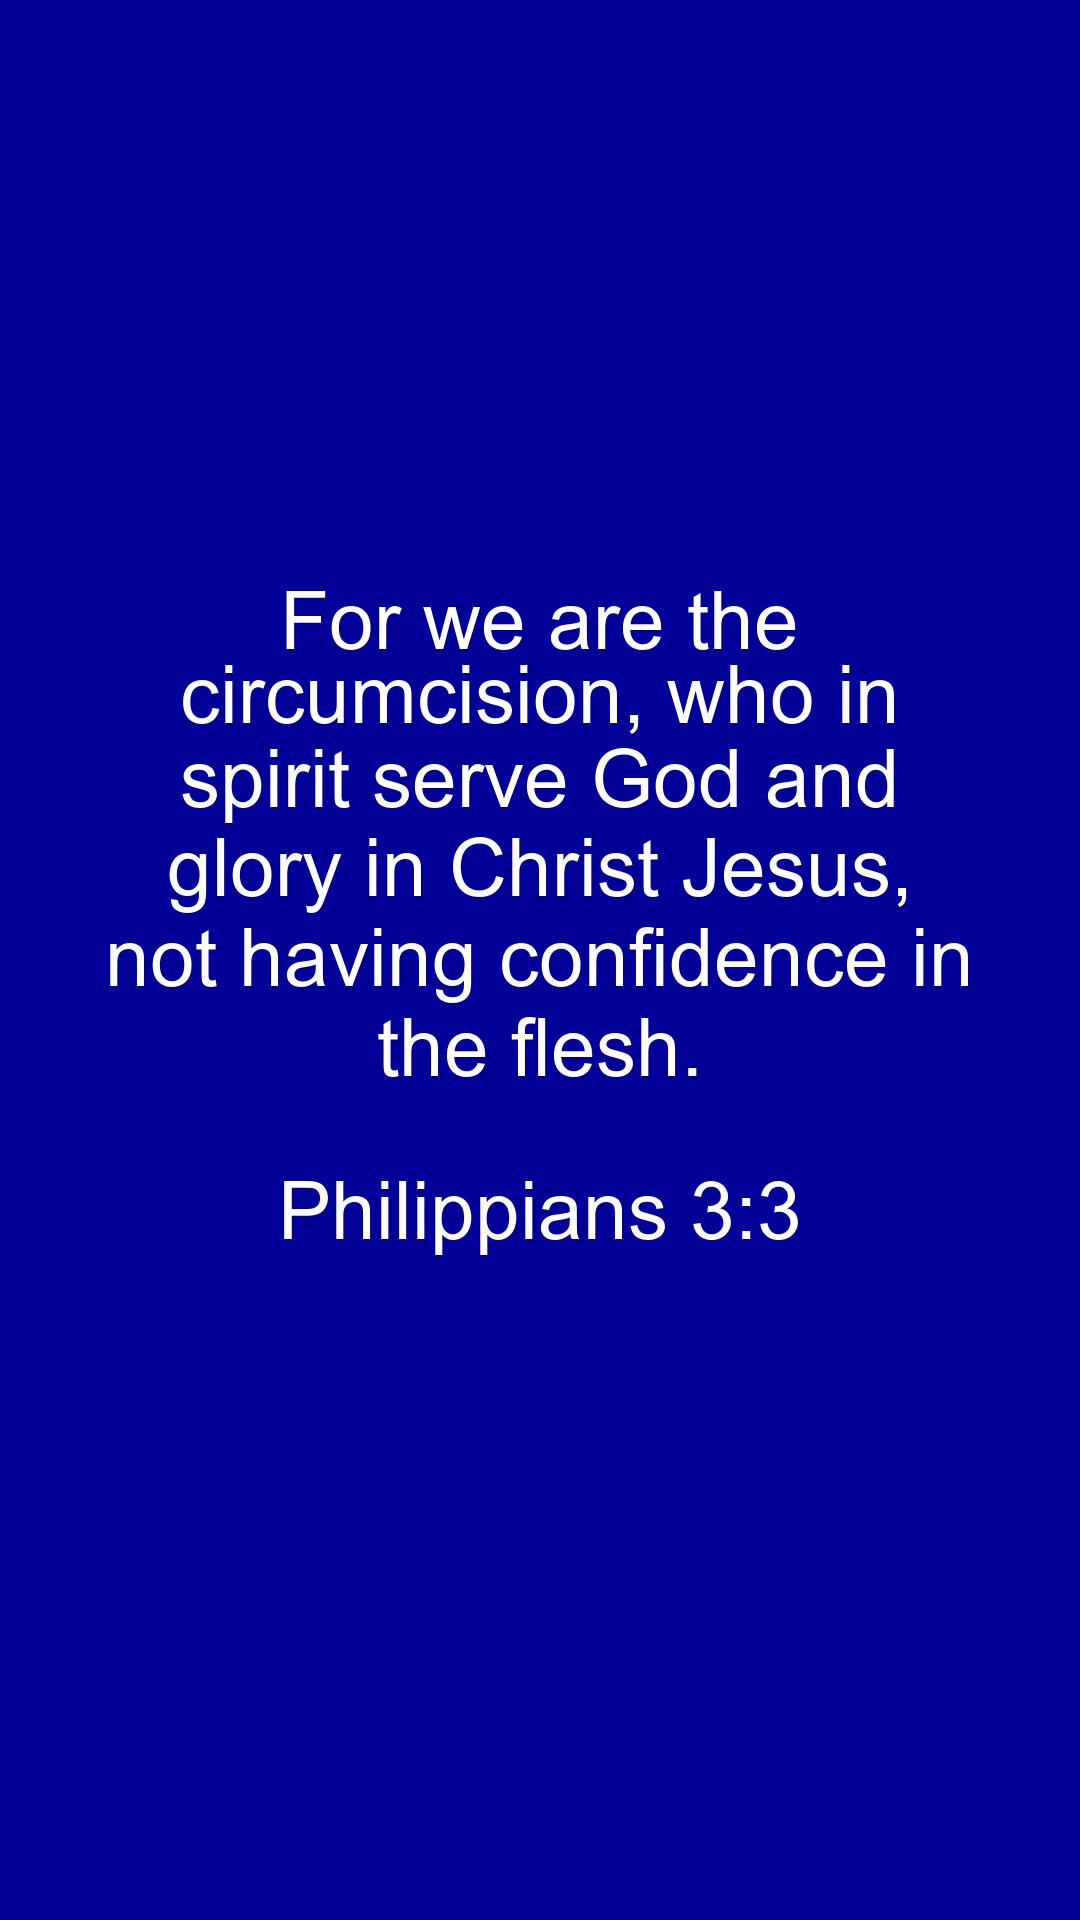 For we are the
circumcision, who in
spirit serve God and
glory in Christ Jesus,
not having confidence in
the flesh.
Philippians 3:3